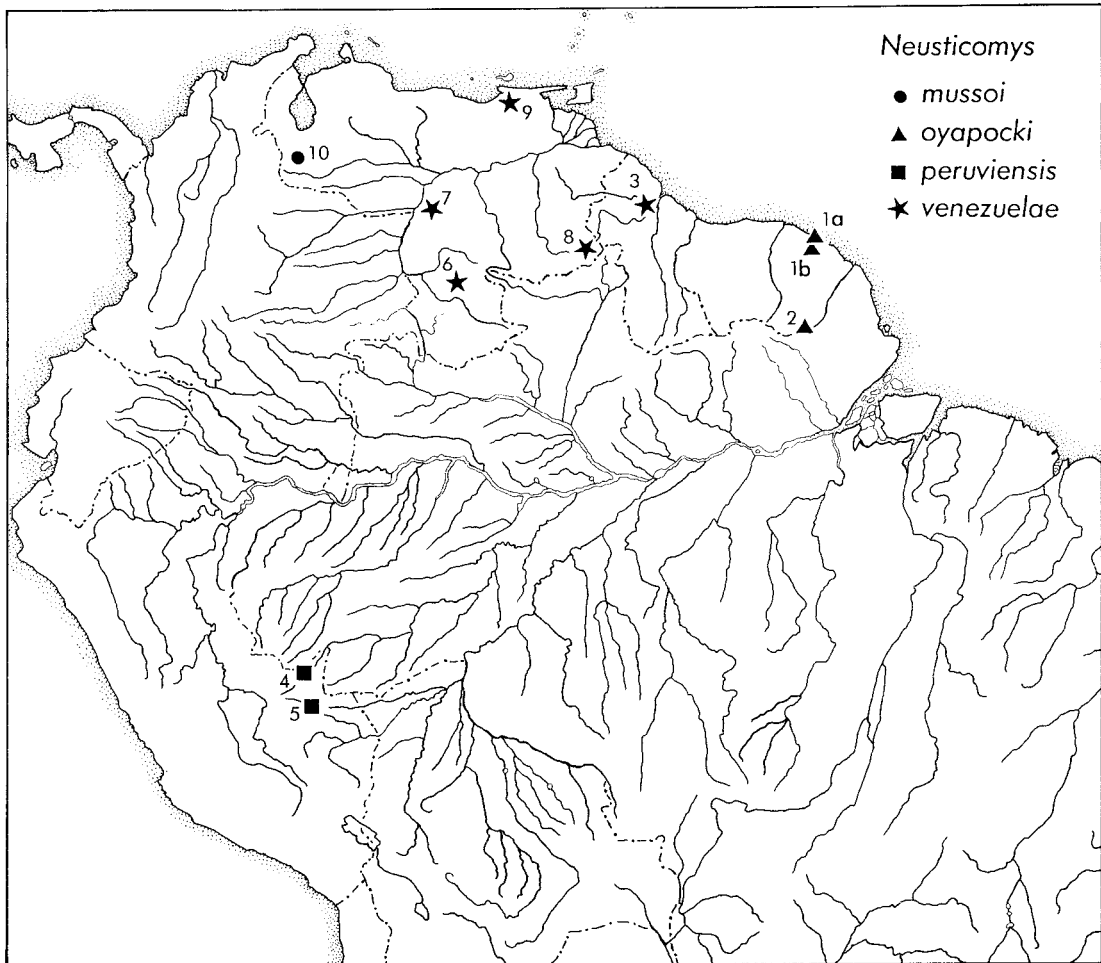 Neusticomys
mussoi
oyapocki
peruviensis
venezuelae
9
10
3
7
1a
8
1b
6
2
4
5